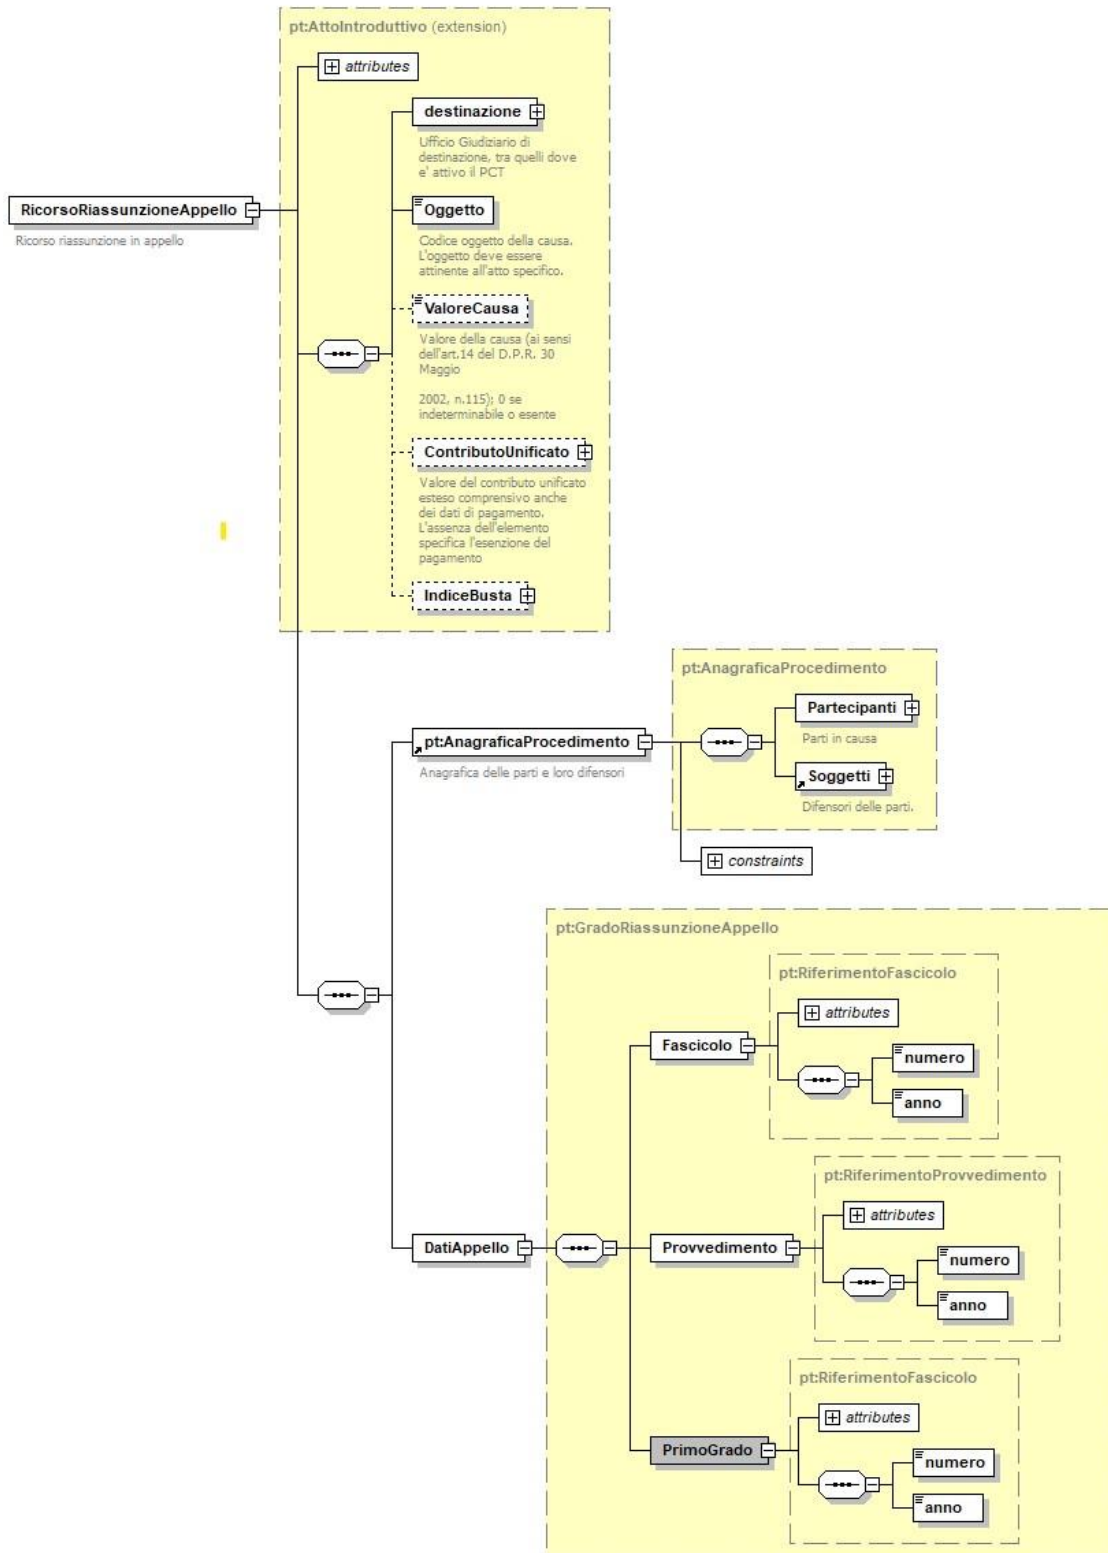 pt:AttoIntroduttivo (extension)
attributes
destinazione
Ufficio Giudiziario di
destinazione, tra quelli dove
e' attivo il PCT
RicorsoRiassunzioneAppello
Ricorso riassunzione in appello
Oggetto
Codice oggetto della causa.
L'oggetto deve essere
attinente all'atto specifico.
ValoreCausa
Valore della causa (ai sensi
dell'art.14 del D.P.R. 30
Maggio
2002, n.115); 0 se
indeterminabile o esente
ContributoUnificato
Valore del contributo unificato
esteso comprensivo anche
dei dati di pagamento.
L'assenza dell'elemento
specifica l'esenzione del
pagamento
IndiceBusta
pt:AnagraficaProcedimento
Partecipanti
Parti in causa
pt:AnagraficaProcedimento
Anagrafica delle parti e loro difensori
Soggetti
Difensori delle parti.
constraints
pt:GradoRiassunzioneAppello
pt:RiferimentoFascicolo
attributes
Fascicolo
numero
anno
pt:RiferimentoProvvedimento
attributes
DatiAppello
Provvedimento
numero
anno
pt:RiferimentoFascicolo
attributes
PrimoGrado
numero
anno